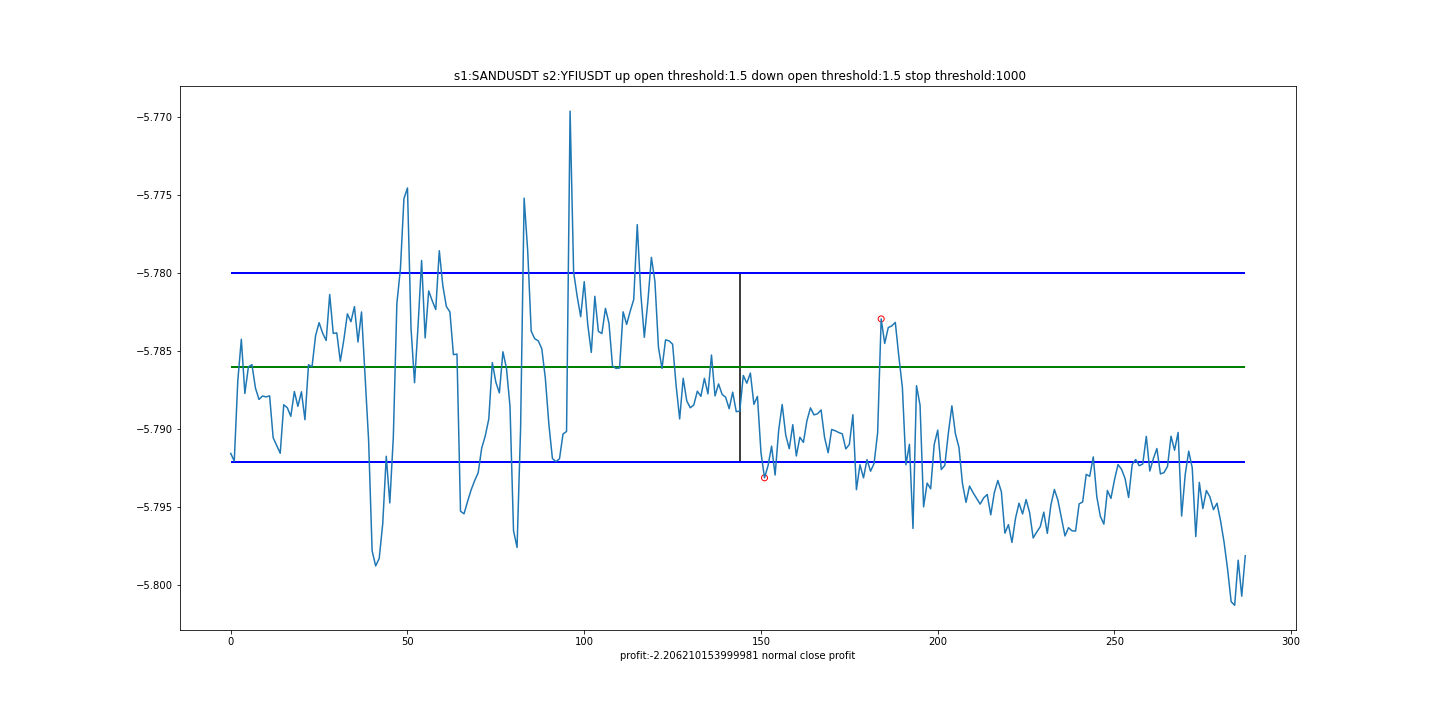 s1:SANDUSDT s2:YFIUSDT up open threshold:1.5 down open threshold:1.5 stop threshold:1000
−5.770
−5.775
−5.780
−5.785
−5.790
−5.795
−5.800
0 50 100 150 200 250 300
profit:-2.206210153999981 normal close profit